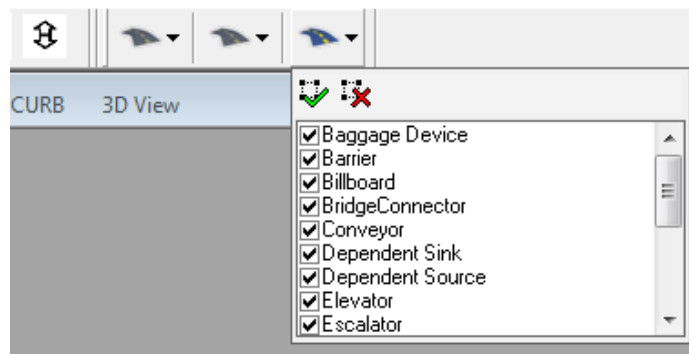 CURB 3D View
Baggage Device
Barrier
Billboard
BridgeConnector
Conveyor
Dependent Sink
Dependent Source
Elevator
Escalator